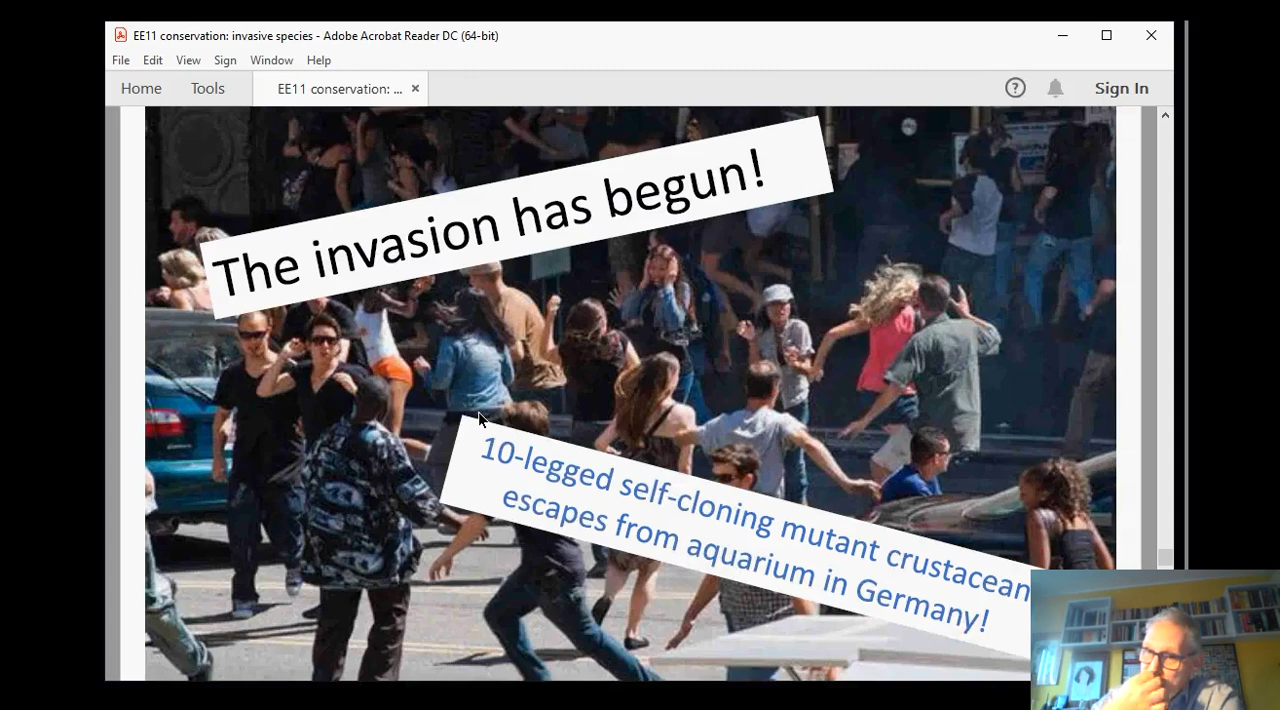 EE11 conservation: invasive species - Adobe Acrobat Reader DC (64-bit)
File Edit View Sign Window Help
Home Tools EE11 conservation: ... × ? Sign In
The invasion has begun!
10-legged self-cloning mutant crustacean
escapes from aquarium in Germany!